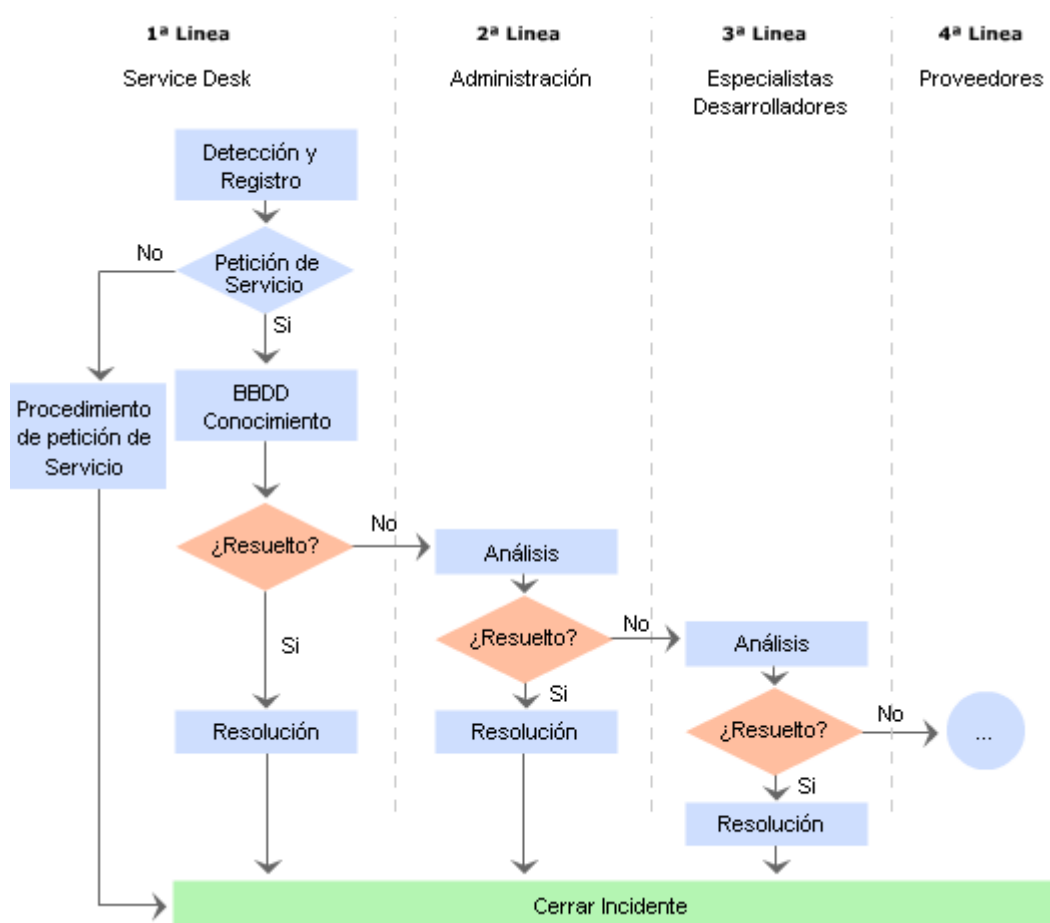 1ª Linea
2ª Linea
3ª Linea
4ª Linea
Service Desk
Administración
Especialistas
Desarrolladores
Proveedores
Detección y
Registro
No
Petición de
Servicio
Si
Procedimiento
de petición de
Servicio
BBDD
Conocimiento
¿Resuelto?
No
Análisis
Si
¿Resuelto?
No
Análisis
Si
Resolución
Resolución
¿Resuelto?
No
...
Si
Resolución
Cerrar Incidente